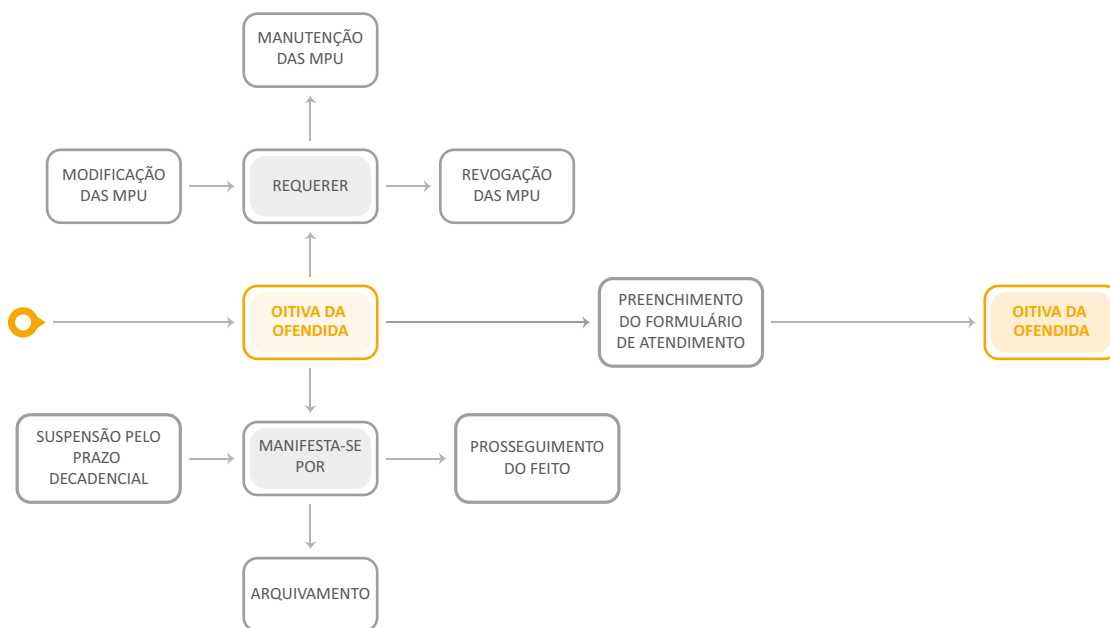 MANUTENÇÃO
DAS MPU
MODIFICAÇÃO
DAS MPU
REQUERER
REVOGAÇÃO
DAS MPU
OITIVA DA
OFENDIDA
PREENCHIMENTO
DO FORMULÁRIO
DE ATENDIMENTO
OITIVA DA
OFENDIDA
SUSPENSÃO PELO
PRAZO
DECADENCIAL
MANIFESTA-SE
POR
PROSSEGUIMENTO
DO FEITO
ARQUIVAMENTO